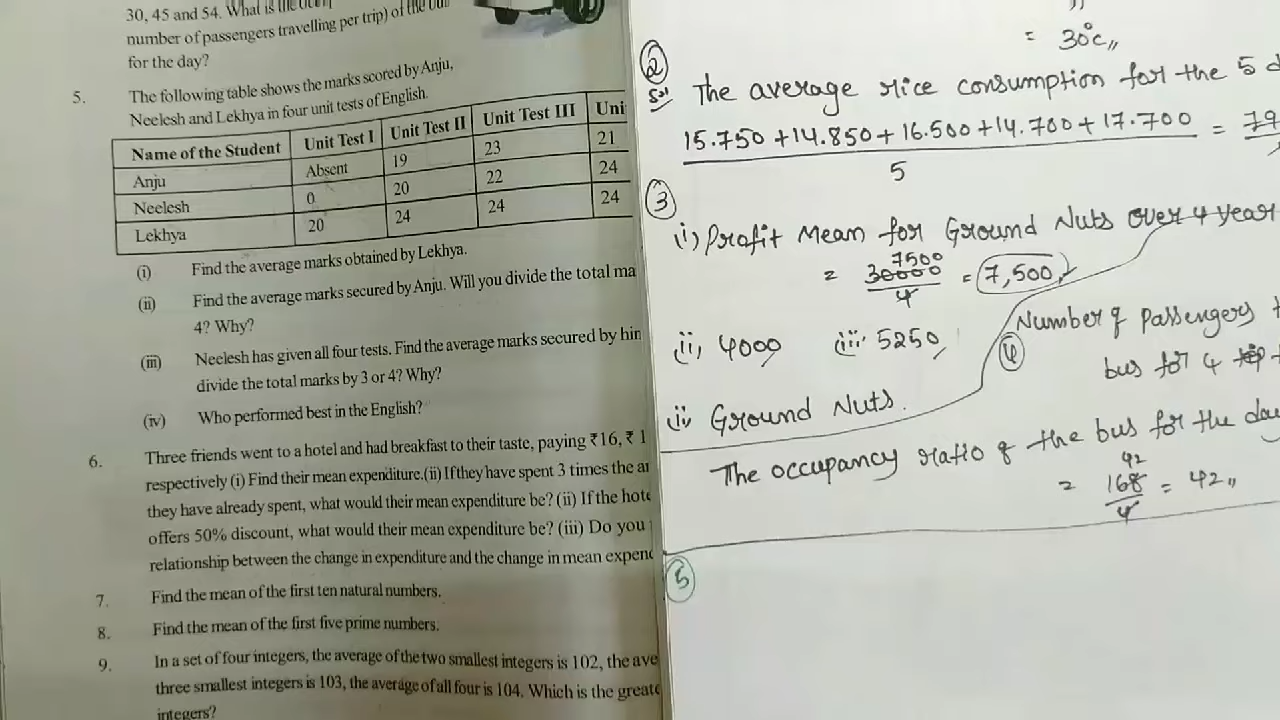 30, 45 and 54. What is the
number of passengers travelling per trip) of the
for the day?
5. The following table shows the marks scored by Anju,
Neelesh and Lekhya in four unit tests of English.
Name of the Student Unit Test I Unit Test II Unit Test III Uni
Anju Absent 19 23 21
Neelesh 0 20 22 24
Lekhya 20 24 24 24
(i) Find the average marks obtained by Lekhya.
(ii) Find the average marks secured by Anju. Will you divide the total ma
4? Why?
(iii) Neelesh has given all four tests. Find the average marks secured by him
divide the total marks by 3 or 4? Why?
(iv) Who performed best in the English?
6. Three friends went to a hotel and had breakfast to their taste, paying ₹16, ₹ 1
respectively (i) Find their mean expenditure.(ii) If they have spent 3 times the
they have already spent, what would their mean expenditure be? (ii) If the
offers 50% discount, what would their mean expenditure be? (iii) Do you
relationship between the change in expenditure and the change in mean
7. Find the mean of the first ten natural numbers.
8. Find the mean of the first five prime numbers.
9. In a set of four integers, the average of the two smallest integers is 102, the ave
three smallest integers is 103, the average of all four is 104. Which is the
integers?
= 30°C
2
Sol
The average rice consumption for the 5
15.750 + 14.850 + 16.500 + 14.700 + 17.700 / 5 = 79
3
(i) Profit Mean for Ground Nuts over 4 year
= 30000 / 4 7500 = 7,500
(ii) 4000 (iii) 5250
iv Ground Nuts.
4 Number of passengers
bus for 4
The occupancy ratio of the bus for the day
= 168 / 4 42 = 42
5